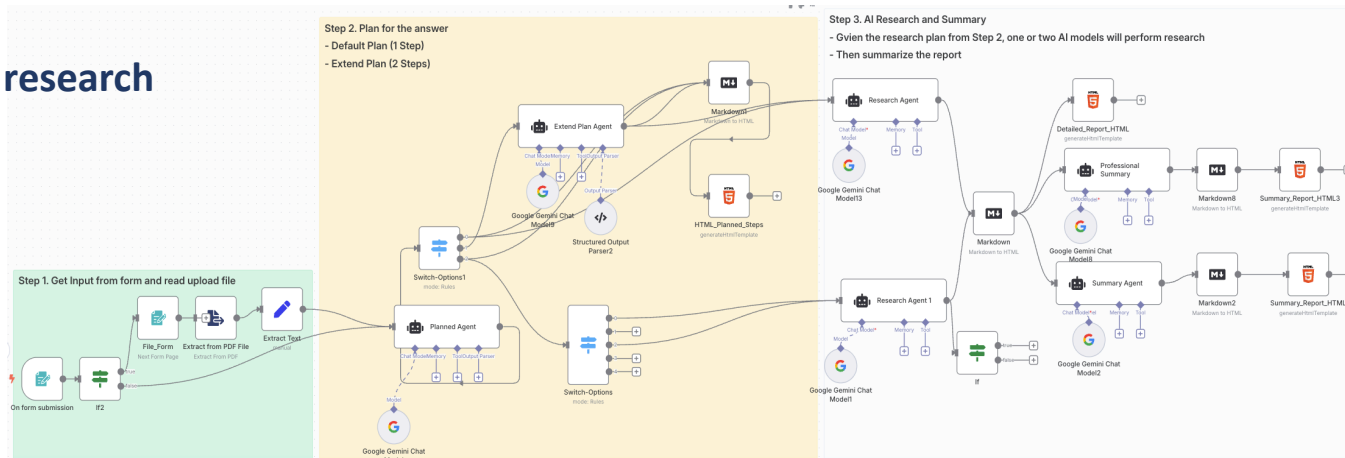 research
Step 1. Get Input from form and read upload file
On form submission
If2
true
false
File_Form
Next Form Page
Extract from PDF File
Extract From PDF
Extract Text
manual
Step 2. Plan for the answer
- Default Plan (1 Step)
- Extend Plan (2 Steps)
Extend Plan Agent
Chat Model
Memory
Tool
Output Parser
Model
Google Gemini Chat
Model9
Output Parser
Structured Output
Parser2
Markdown1
Markdown to HTML
HTML_Planned_Steps
generateHtmlTemplate
Switch-Options1
mode: Rules
Planned Agent
Chat Model
Memory
Tool
Output Parser
Model
Google Gemini Chat
Switch-Options
mode: Rules
Step 3. AI Research and Summary
- Gvien the research plan from Step 2, one or two AI models will perform research
- Then summarize the report
Research Agent
Chat Model*
Memory
Tool
Model
Google Gemini Chat
Model13
Research Agent 1
Chat Model*
Memory
Tool
Model
Google Gemini Chat
Model1
Markdown
Markdown to HTML
If
true
false
Detailed_Report_HTML
generateHtmlTemplate
Professional
Summary
Memory
Tool
Google Gemini Chat
Model8
Markdown8
Markdown to HTML
Summary_Report_HTML3
generateHtmlTemplate
Summary Agent
Memory
Tool
Google Gemini Chat
Model2
Markdown2
Markdown to HTML
Summary_Report_HTML
generateHtmlTemplate